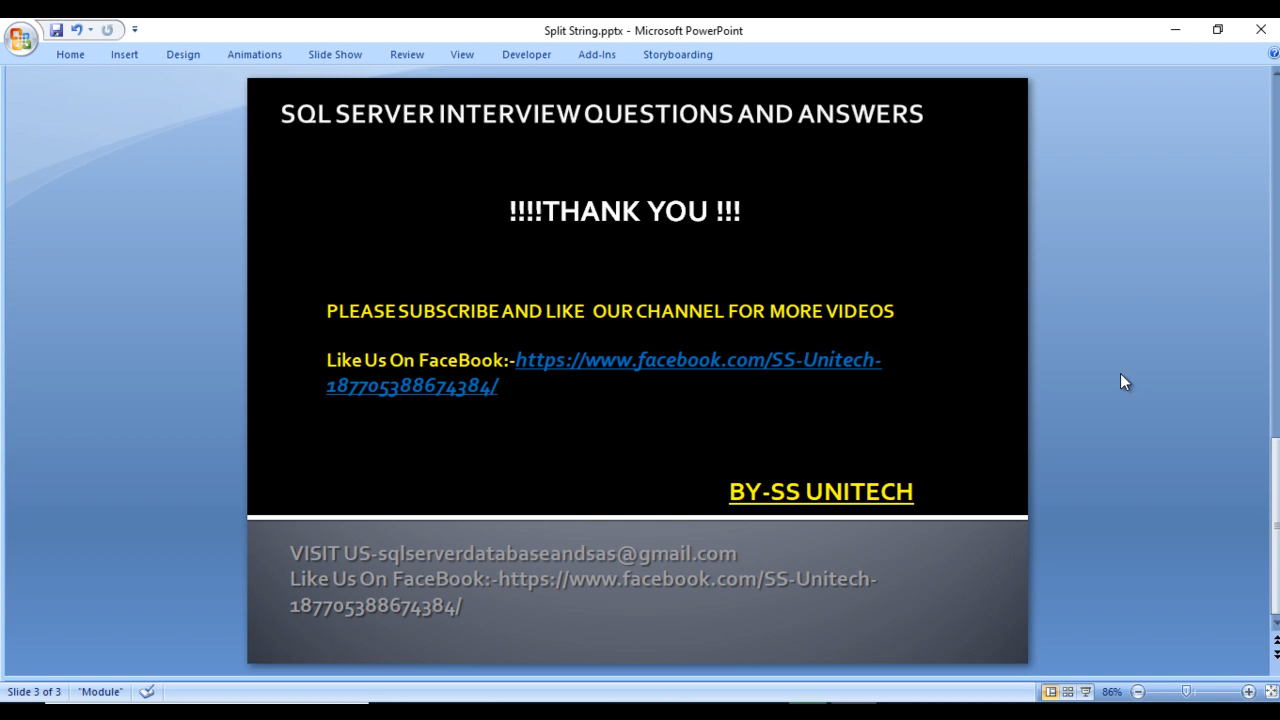 Split String.pptx - Microsoft PowerPoint
Home Insert Design Animations Slide Show Review View Developer Add-Ins Storyboarding
SQL SERVER INTERVIEW QUESTIONS AND ANSWERS
!!!!THANK YOU !!!
PLEASE SUBSCRIBE AND LIKE OUR CHANNEL FOR MORE VIDEOS
Like Us On FaceBook:-https://www.facebook.com/SS-Unitech-
187705388674384/
BY-SS UNITECH
VISIT US-sqlserverdatabaseandsas@gmail.com
Like Us On FaceBook:-https://www.facebook.com/SS-Unitech-
187705388674384/
Slide 3 of 3 "Module" 86%